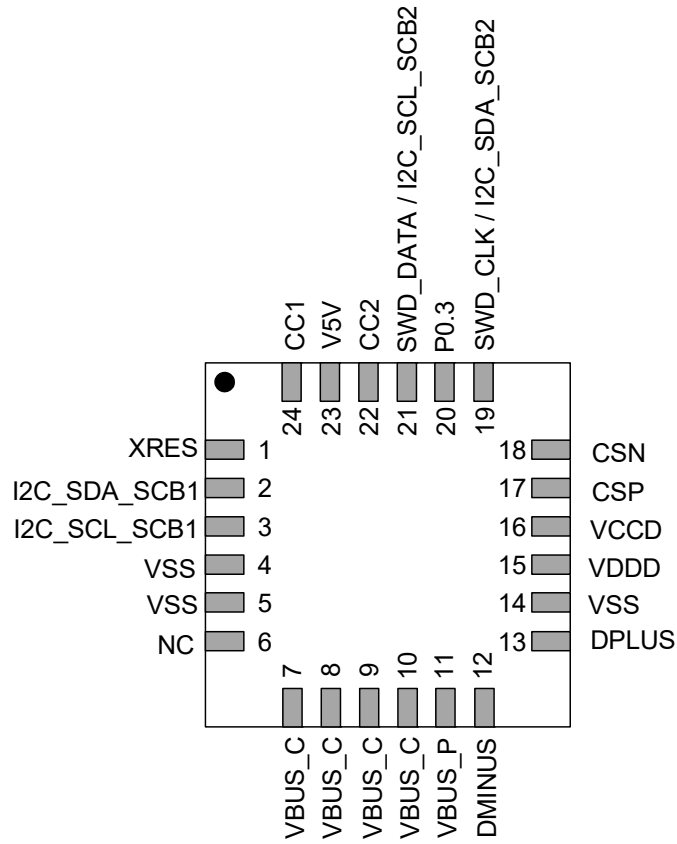 SWD_DATA / I2C_SCL_SCB2
SWD_CLK / I2C_SDA_SCB2
CC1
V5V
CC2
P0.3
24
23
22
21
20
19
XRES 1
I2C_SDA_SCB1 2
I2C_SCL_SCB1 3
VSS 4
VSS 5
NC 6
18 CSN
17 CSP
16 VCCD
15 VDDD
14 VSS
13 DPLUS
7
8
9
10
11
12
VBUS_C
VBUS_C
VBUS_C
VBUS_C
VBUS_P
DMINUS